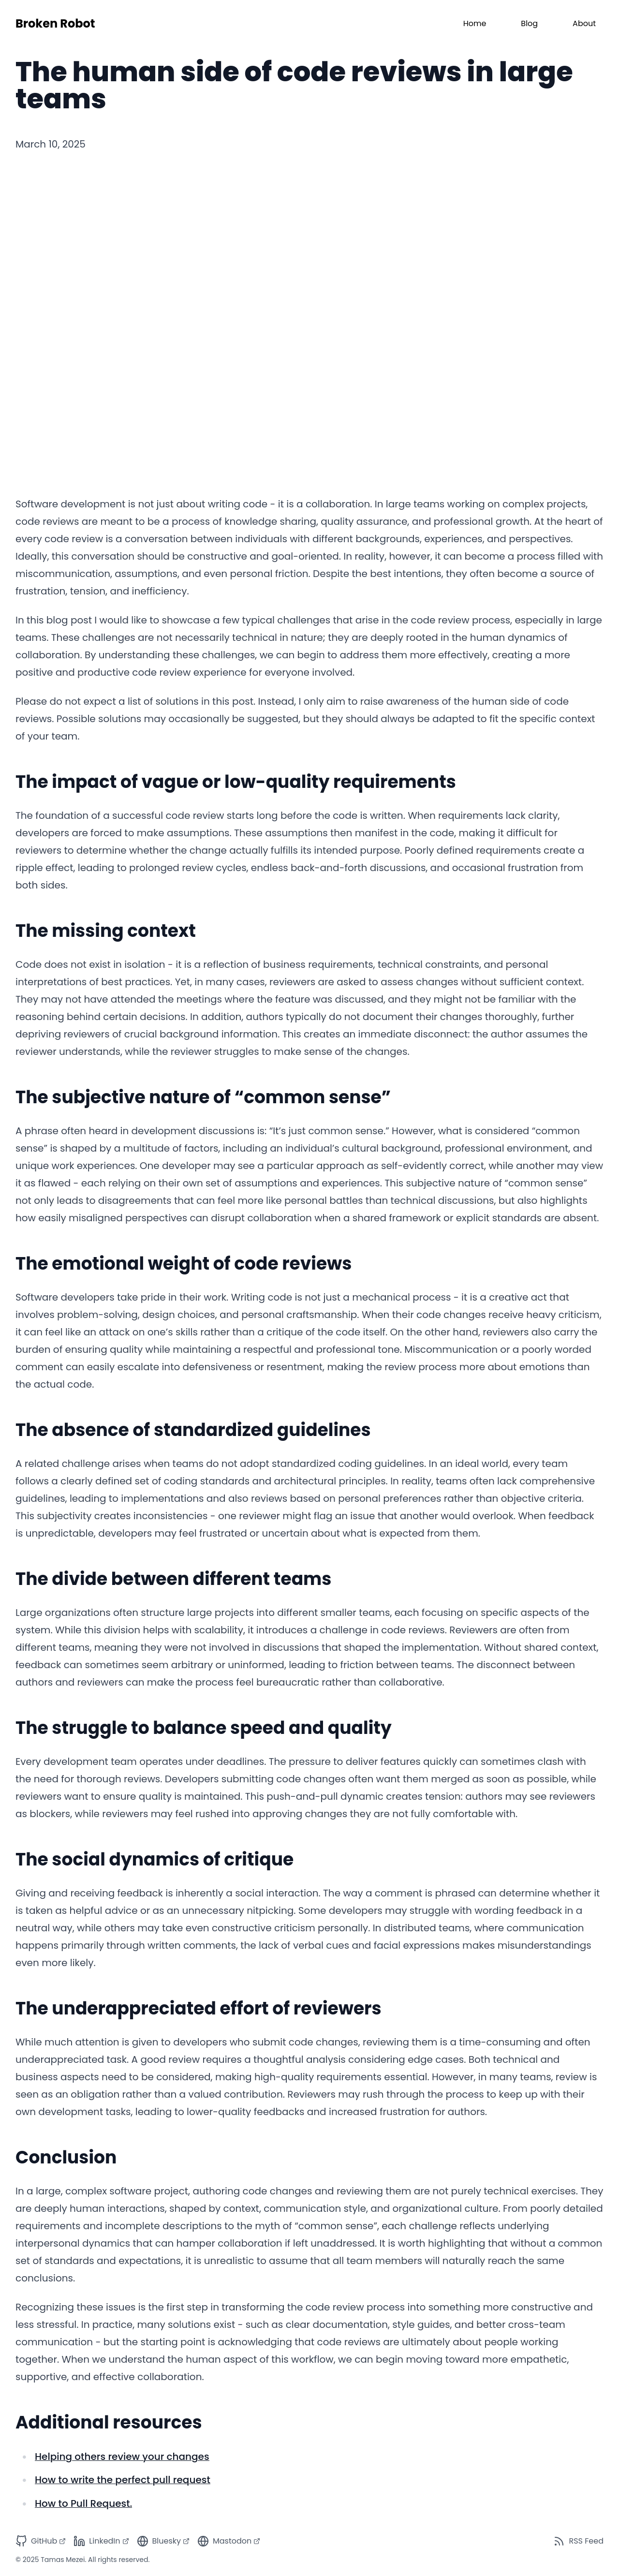 Broken Robot
Home
Blog
About
The human side of code reviews in large
teams
March 10, 2025
Software development is not just about writing code - it is a collaboration. In large teams working on complex projects,
code reviews are meant to be a process of knowledge sharing, quality assurance, and professional growth. At the heart of
every code review is a conversation between individuals with different backgrounds, experiences, and perspectives.
Ideally, this conversation should be constructive and goal-oriented. In reality, however, it can become a process filled with
miscommunication, assumptions, and even personal friction. Despite the best intentions, they often become a source of
frustration, tension, and inefficiency.
In this blog post I would like to showcase a few typical challenges that arise in the code review process, especially in large
teams. These challenges are not necessarily technical in nature; they are deeply rooted in the human dynamics of
collaboration. By understanding these challenges, we can begin to address them more effectively, creating a more
positive and productive code review experience for everyone involved.
Please do not expect a list of solutions in this post. Instead, I only aim to raise awareness of the human side of code
reviews. Possible solutions may occasionally be suggested, but they should always be adapted to fit the specific context
of your team.
The impact of vague or low-quality requirements
The foundation of a successful code review starts long before the code is written. When requirements lack clarity,
developers are forced to make assumptions. These assumptions then manifest in the code, making it difficult for
reviewers to determine whether the change actually fulfills its intended purpose. Poorly defined requirements create a
ripple effect, leading to prolonged review cycles, endless back-and-forth discussions, and occasional frustration from
both sides.
The missing context
Code does not exist in isolation - it is a reflection of business requirements, technical constraints, and personal
interpretations of best practices. Yet, in many cases, reviewers are asked to assess changes without sufficient context.
They may not have attended the meetings where the feature was discussed, and they might not be familiar with the
reasoning behind certain decisions. In addition, authors typically do not document their changes thoroughly, further
depriving reviewers of crucial background information. This creates an immediate disconnect: the author assumes the
reviewer understands, while the reviewer struggles to make sense of the changes.
The subjective nature of “common sense”
A phrase often heard in development discussions is: “It’s just common sense.” However, what is considered “common
sense” is shaped by a multitude of factors, including an individual’s cultural background, professional environment, and
unique work experiences. One developer may see a particular approach as self-evidently correct, while another may view
it as flawed - each relying on their own set of assumptions and experiences. This subjective nature of “common sense”
not only leads to disagreements that can feel more like personal battles than technical discussions, but also highlights
how easily misaligned perspectives can disrupt collaboration when a shared framework or explicit standards are absent.
The emotional weight of code reviews
Software developers take pride in their work. Writing code is not just a mechanical process - it is a creative act that
involves problem-solving, design choices, and personal craftsmanship. When their code changes receive heavy criticism,
it can feel like an attack on one’s skills rather than a critique of the code itself. On the other hand, reviewers also carry the
burden of ensuring quality while maintaining a respectful and professional tone. Miscommunication or a poorly worded
comment can easily escalate into defensiveness or resentment, making the review process more about emotions than
the actual code.
The absence of standardized guidelines
A related challenge arises when teams do not adopt standardized coding guidelines. In an ideal world, every team
follows a clearly defined set of coding standards and architectural principles. In reality, teams often lack comprehensive
guidelines, leading to implementations and also reviews based on personal preferences rather than objective criteria.
This subjectivity creates inconsistencies - one reviewer might flag an issue that another would overlook. When feedback
is unpredictable, developers may feel frustrated or uncertain about what is expected from them.
The divide between different teams
Large organizations often structure large projects into different smaller teams, each focusing on specific aspects of the
system. While this division helps with scalability, it introduces a challenge in code reviews. Reviewers are often from
different teams, meaning they were not involved in discussions that shaped the implementation. Without shared context,
feedback can sometimes seem arbitrary or uninformed, leading to friction between teams. The disconnect between
authors and reviewers can make the process feel bureaucratic rather than collaborative.
The struggle to balance speed and quality
Every development team operates under deadlines. The pressure to deliver features quickly can sometimes clash with
the need for thorough reviews. Developers submitting code changes often want them merged as soon as possible, while
reviewers want to ensure quality is maintained. This push-and-pull dynamic creates tension: authors may see reviewers
as blockers, while reviewers may feel rushed into approving changes they are not fully comfortable with.
The social dynamics of critique
Giving and receiving feedback is inherently a social interaction. The way a comment is phrased can determine whether it
is taken as helpful advice or as an unnecessary nitpicking. Some developers may struggle with wording feedback in a
neutral way, while others may take even constructive criticism personally. In distributed teams, where communication
happens primarily through written comments, the lack of verbal cues and facial expressions makes misunderstandings
even more likely.
The underappreciated effort of reviewers
While much attention is given to developers who submit code changes, reviewing them is a time-consuming and often
underappreciated task. A good review requires a thoughtful analysis considering edge cases. Both technical and
business aspects need to be considered, making high-quality requirements essential. However, in many teams, review is
seen as an obligation rather than a valued contribution. Reviewers may rush through the process to keep up with their
own development tasks, leading to lower-quality feedbacks and increased frustration for authors.
Conclusion
In a large, complex software project, authoring code changes and reviewing them are not purely technical exercises. They
are deeply human interactions, shaped by context, communication style, and organizational culture. From poorly detailed
requirements and incomplete descriptions to the myth of “common sense”, each challenge reflects underlying
interpersonal dynamics that can hamper collaboration if left unaddressed. It is worth highlighting that without a common
set of standards and expectations, it is unrealistic to assume that all team members will naturally reach the same
conclusions.
Recognizing these issues is the first step in transforming the code review process into something more constructive and
less stressful. In practice, many solutions exist - such as clear documentation, style guides, and better cross-team
communication - but the starting point is acknowledging that code reviews are ultimately about people working
together. When we understand the human aspect of this workflow, we can begin moving toward more empathetic,
supportive, and effective collaboration.
Additional resources
Helping others review your changes
How to write the perfect pull request
How to Pull Request.
GitHub
LinkedIn
Bluesky
Mastodon
RSS Feed
© 2025 Tamas Mezei. All rights reserved.